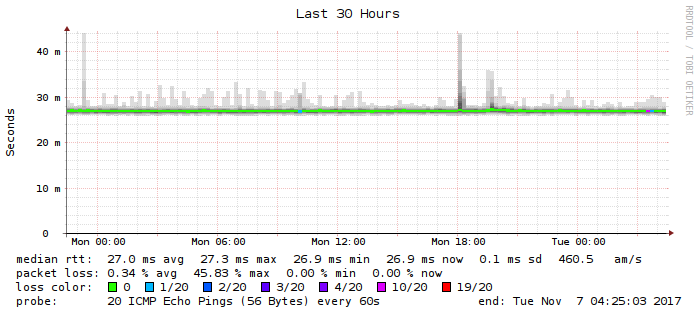 Last 30 Hours
RRDTOOL / TOBI OETIKER
Seconds
40 m
30 m
20 m
10 m
0
Mon 00:00 Mon 06:00 Mon 12:00 Mon 18:00 Tue 00:00
median rtt: 27.0 ms avg 27.3 ms max 26.9 ms min 26.9 ms now 0.1 ms sd 460.5 am/s
packet loss: 0.34 % avg 45.83 % max 0.00 % min 0.00 % now
loss color: 0 1/20 2/20 3/20 4/20 10/20 19/20
probe: 20 ICMP Echo Pings (56 Bytes) every 60s end: Tue Nov 7 04:25:03 2017